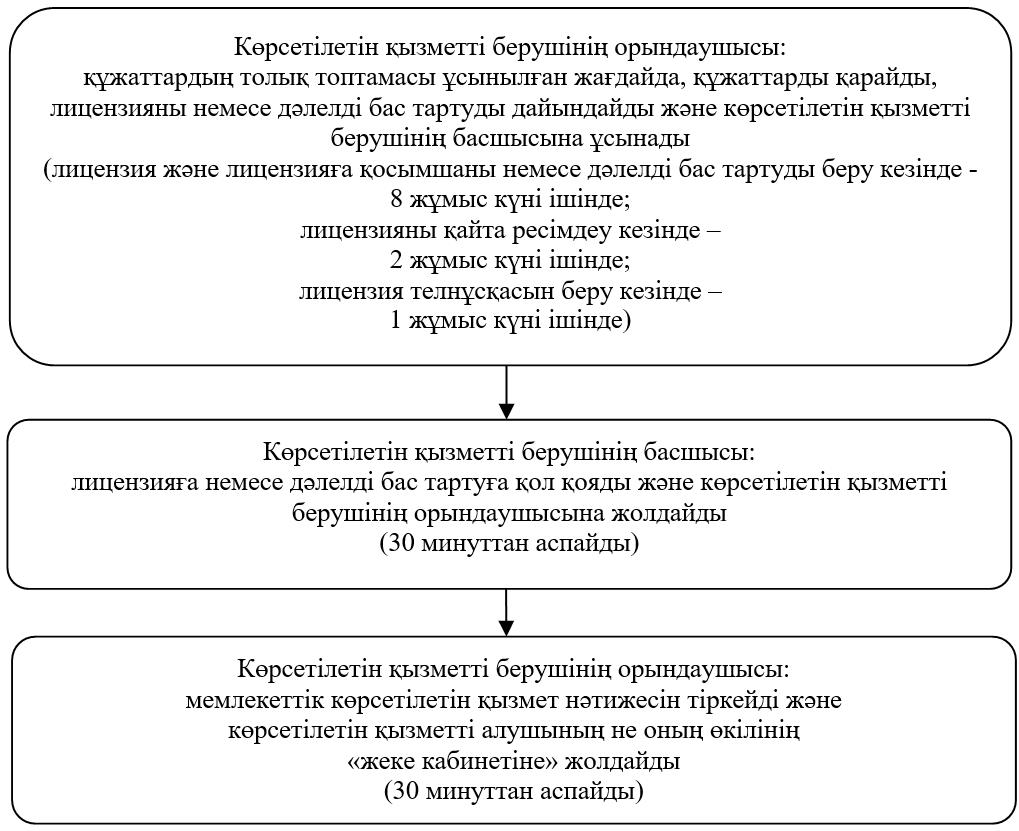 Көрсетілетін қызметті берушінің орындаушысы:
құжаттардың толық топтамасы ұсынылған жағдайда, құжаттарды қарайды,
лицензияны немесе дәлелді бас тартуды дайындайды және көрсетілетін қызметті
берушінің басшысына ұсынады
(лицензия және лицензияға қосымшаны немесе дәлелді бас тартуды беру кезінде -
8 жұмыс күні ішінде;
лицензияны қайта ресімдеу кезінде –
2 жұмыс күні ішінде;
лицензия телнұсқасын беру кезінде –
1 жұмыс күні ішінде)
Көрсетілетін қызметті берушінің басшысы:
лицензияға немесе дәлелді бас тартуға қол қояды және көрсетілетін қызметті
берушінің орындаушысына жолдайды
(30 минуттан аспайды)
Көрсетілетін қызметті берушінің орындаушысы:
мемлекеттік көрсетілетін қызмет нәтижесін тіркейді және
көрсетілетін қызметті алушының не оның өкілінің
«жеке кабинетіне» жолдайды
(30 минуттан аспайды)